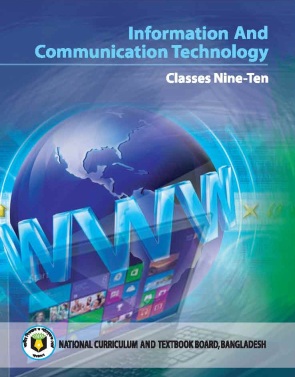 Information And
Communication Technology
Classes Nine-Ten
WWW
NATIONAL CURRICULUM AND TEXTBOOK BOARD, BANGLADESH